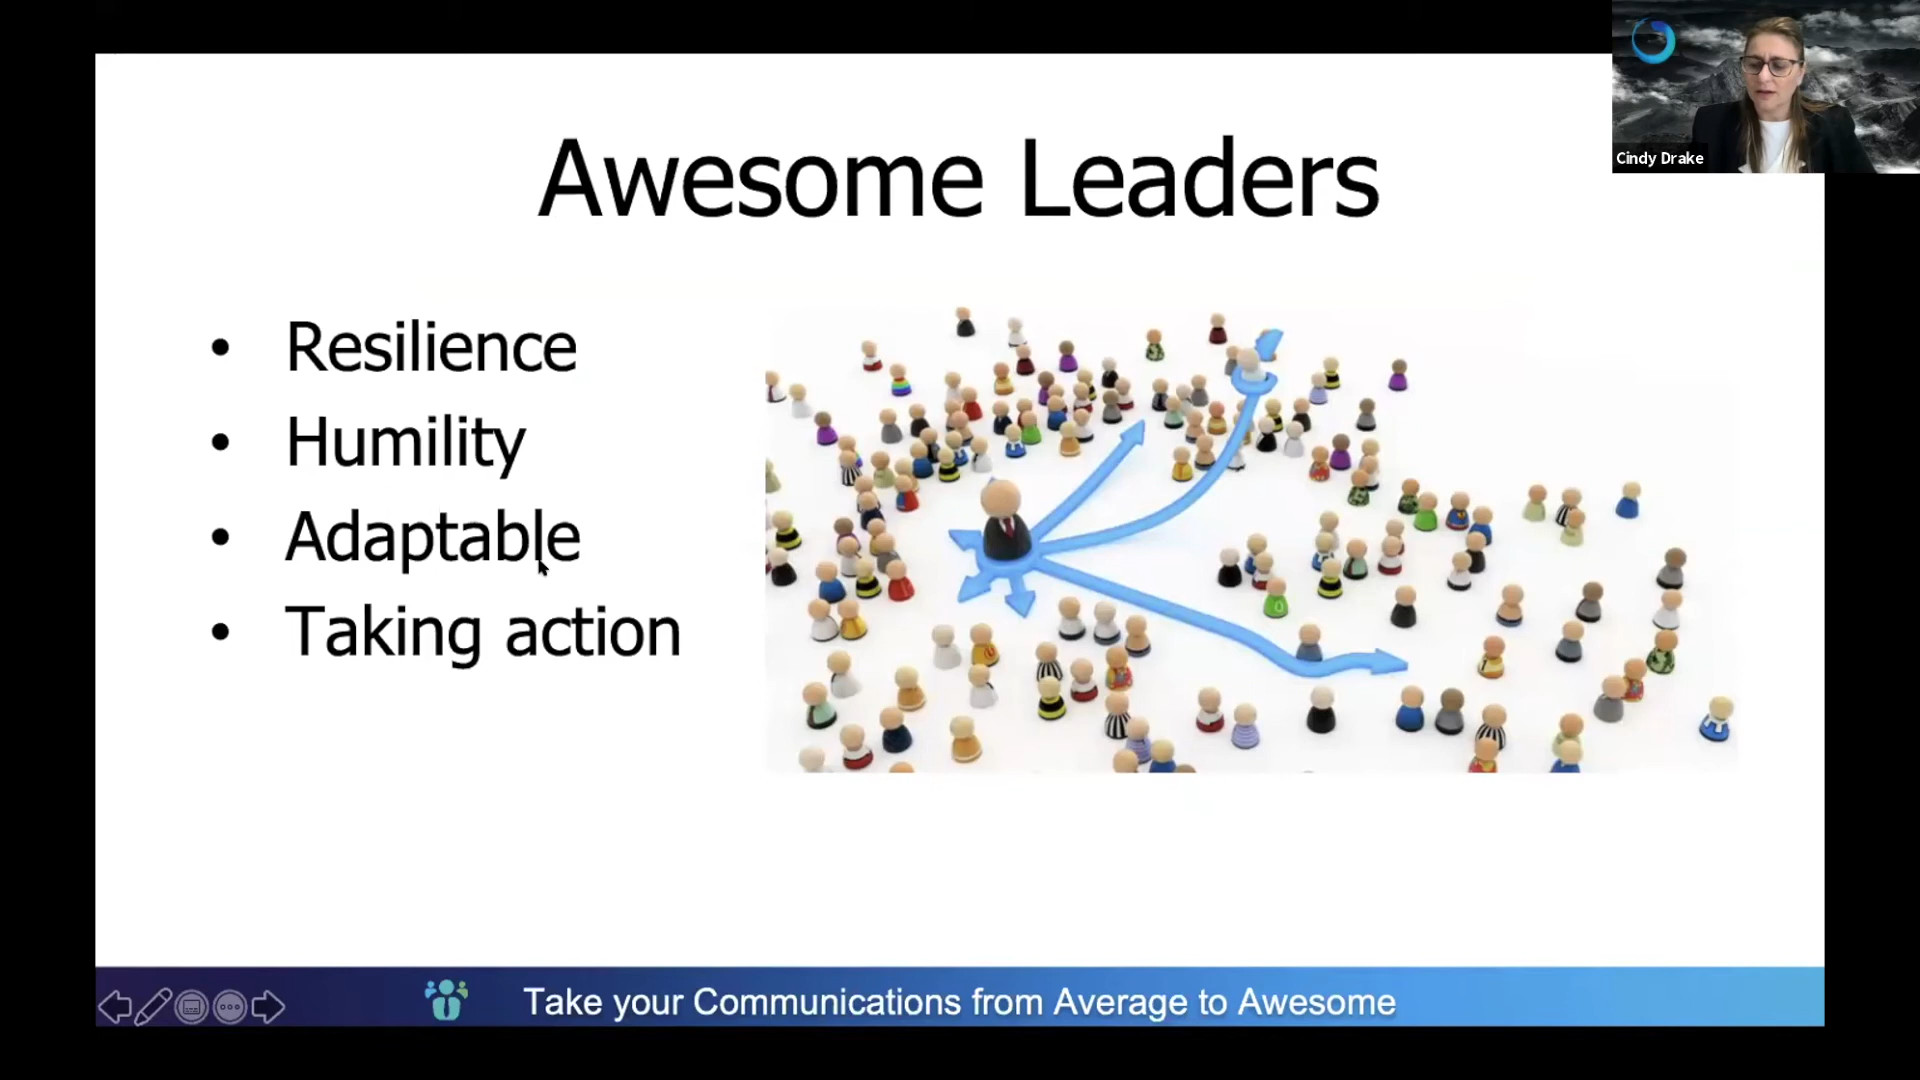 Cindy Drake
Awesome Leaders
• Resilience
• Humility
• Adaptable
• Taking action
Take your Communications from Average to Awesome